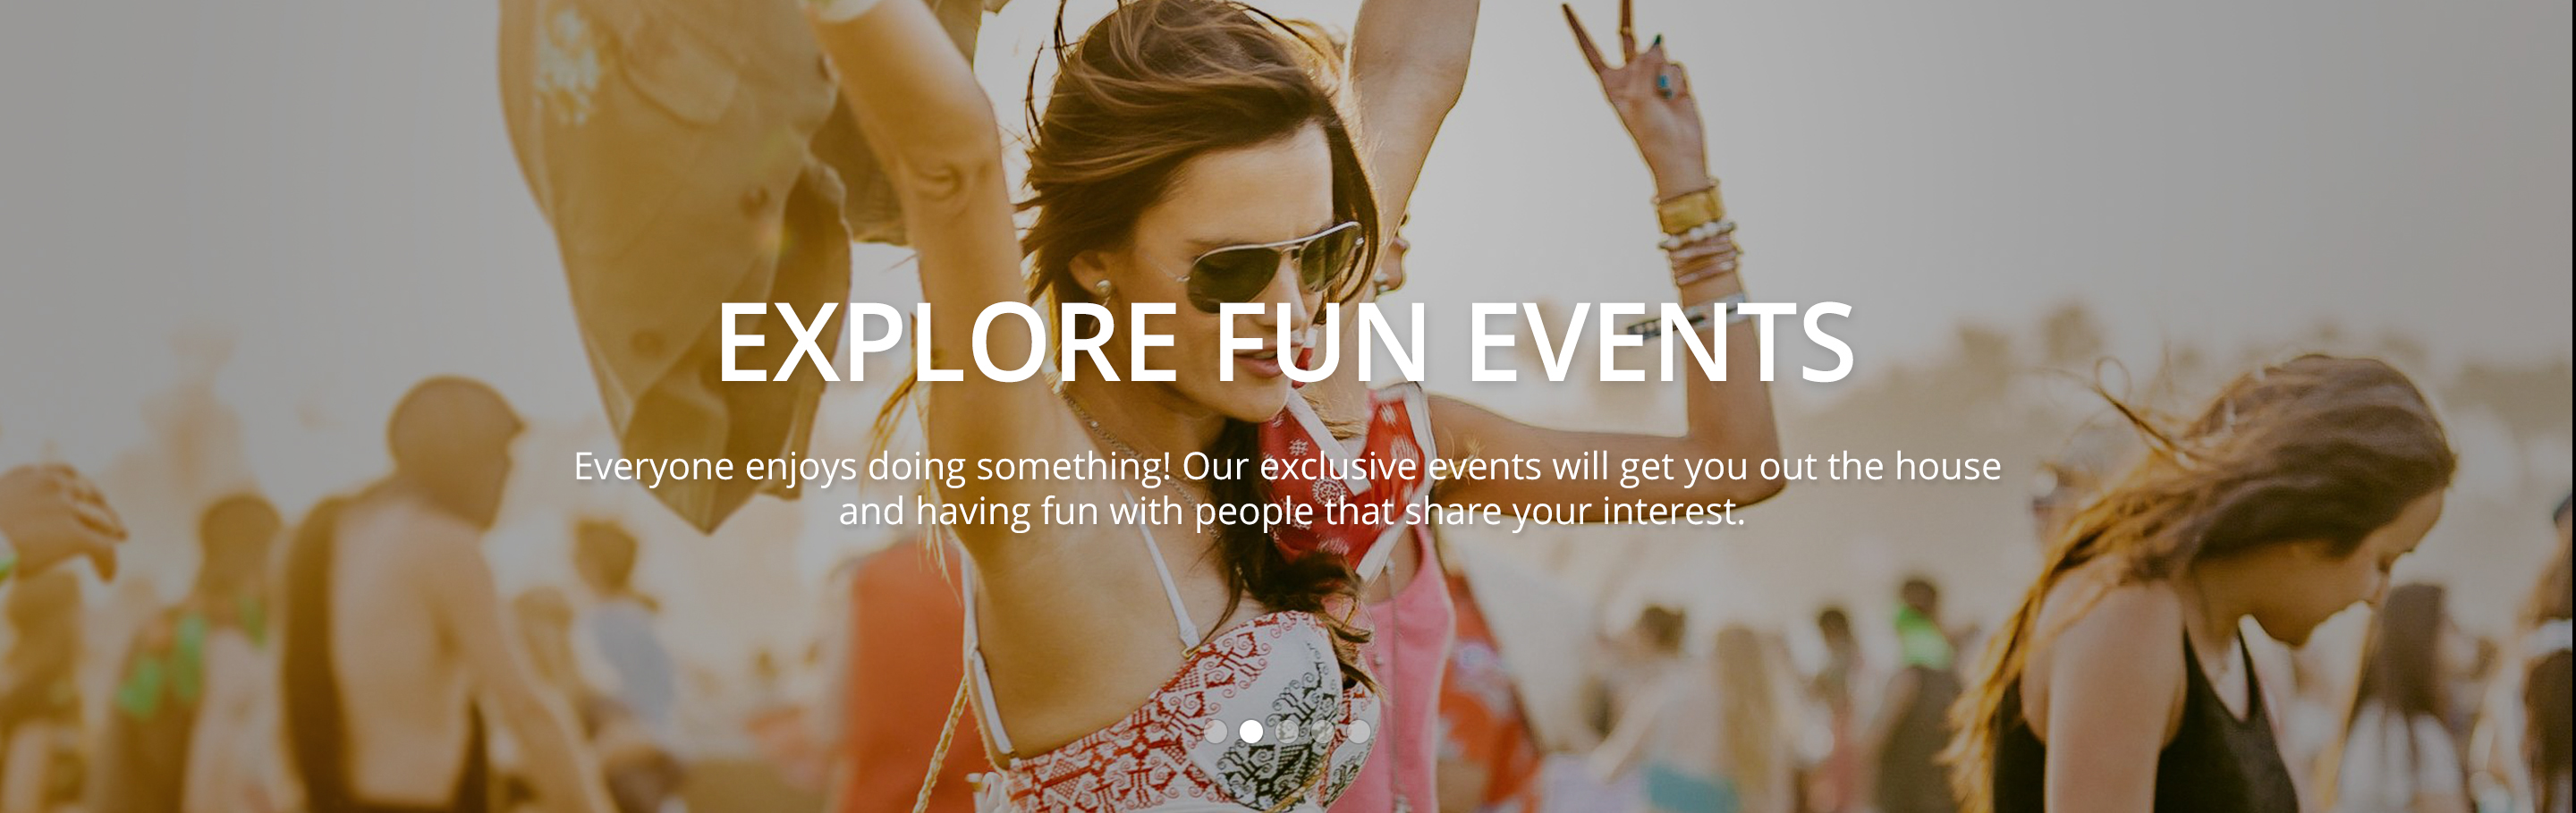 EXPLORE FUN EVENTS
Everyone enjoys doing something! Our exclusive events will get you out the house
and having fun with people that share your interest.